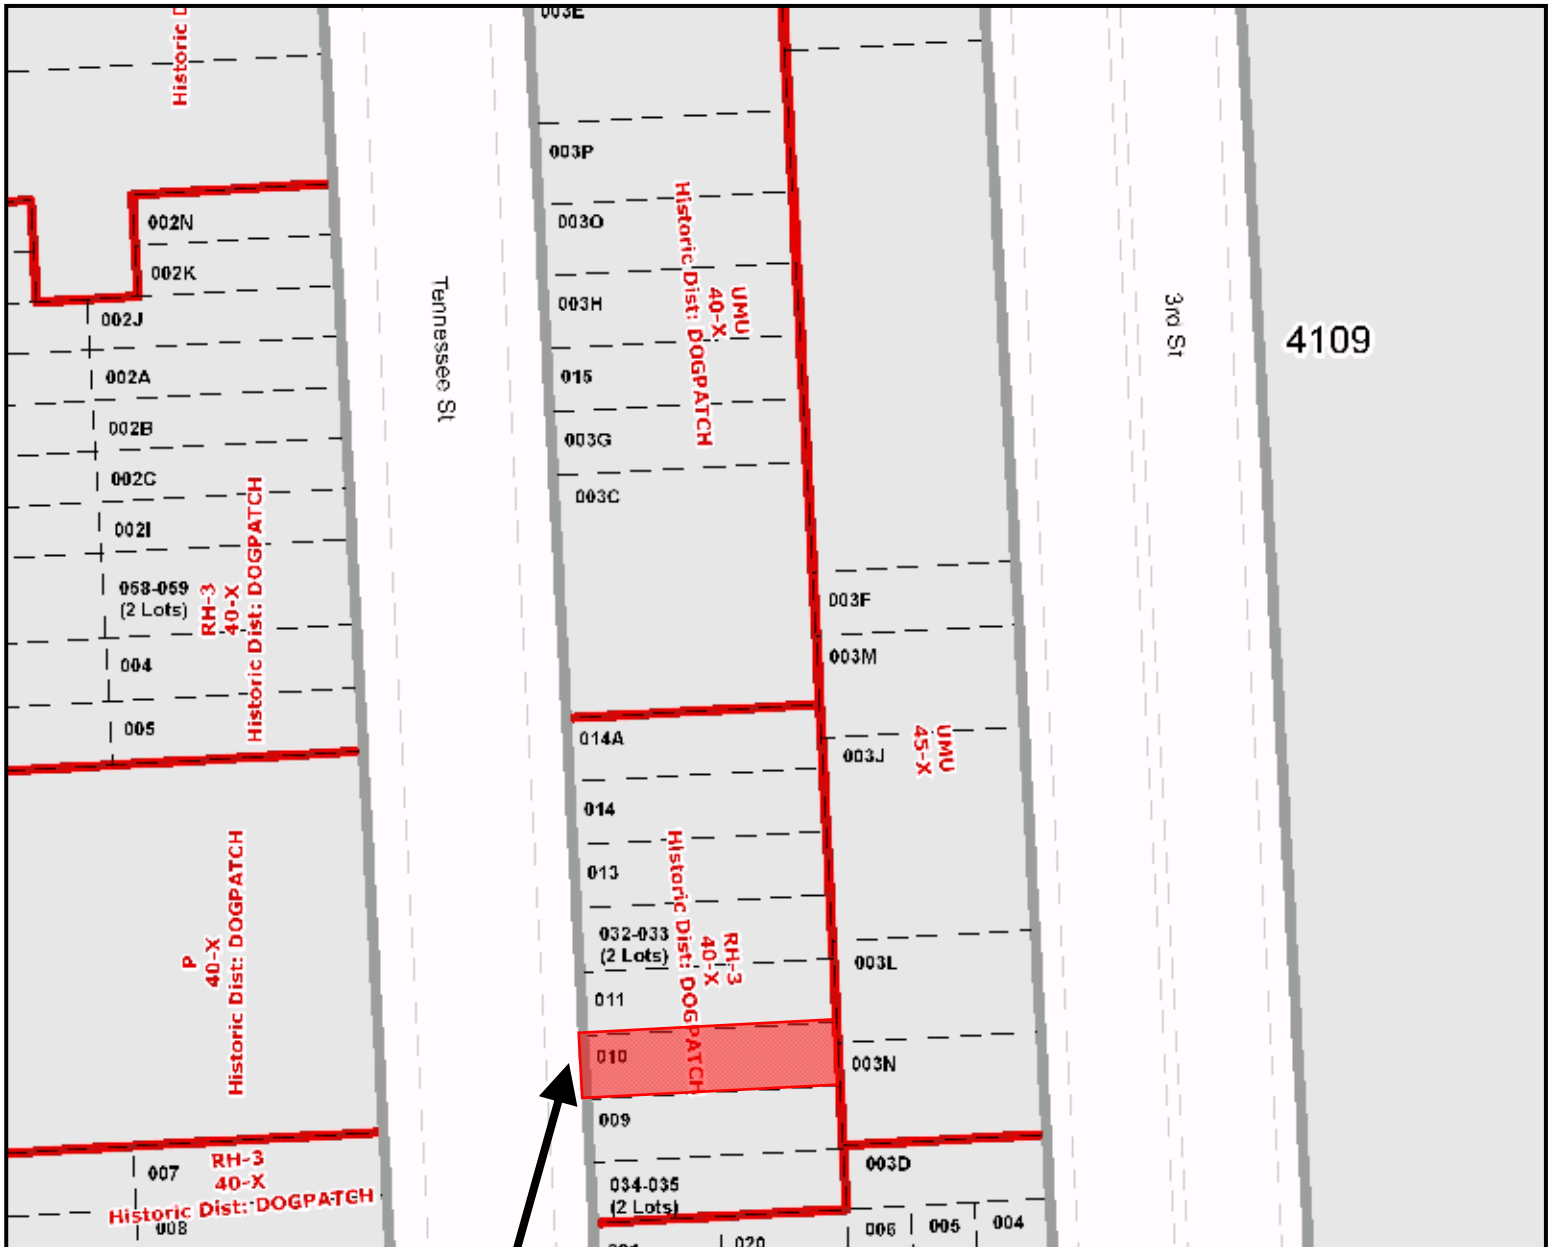 Historic D
002N
002K
002J
002A
002B
002C
002I
058-059
(2 Lots)
004
005
RH-3
40-X
Historic Dist: DOGPATCH
P
40-X
Historic Dist: DOGPATCH
RH-3
40-X
Historic Dist: DOGPATCH
007
008
Tennessee St
003E
003P
003O
003H
015
003G
003C
UMU
40-X
Historic Dist: DOGPATCH
014A
014
013
032-033
(2 Lots)
011
010
009
034-035
(2 Lots)
RH-3
40-X
Historic Dist: DOGPATCH
020
003F
003M
003J
UMU
45-X
003L
003N
003D
006
005
004
3rd St
4109